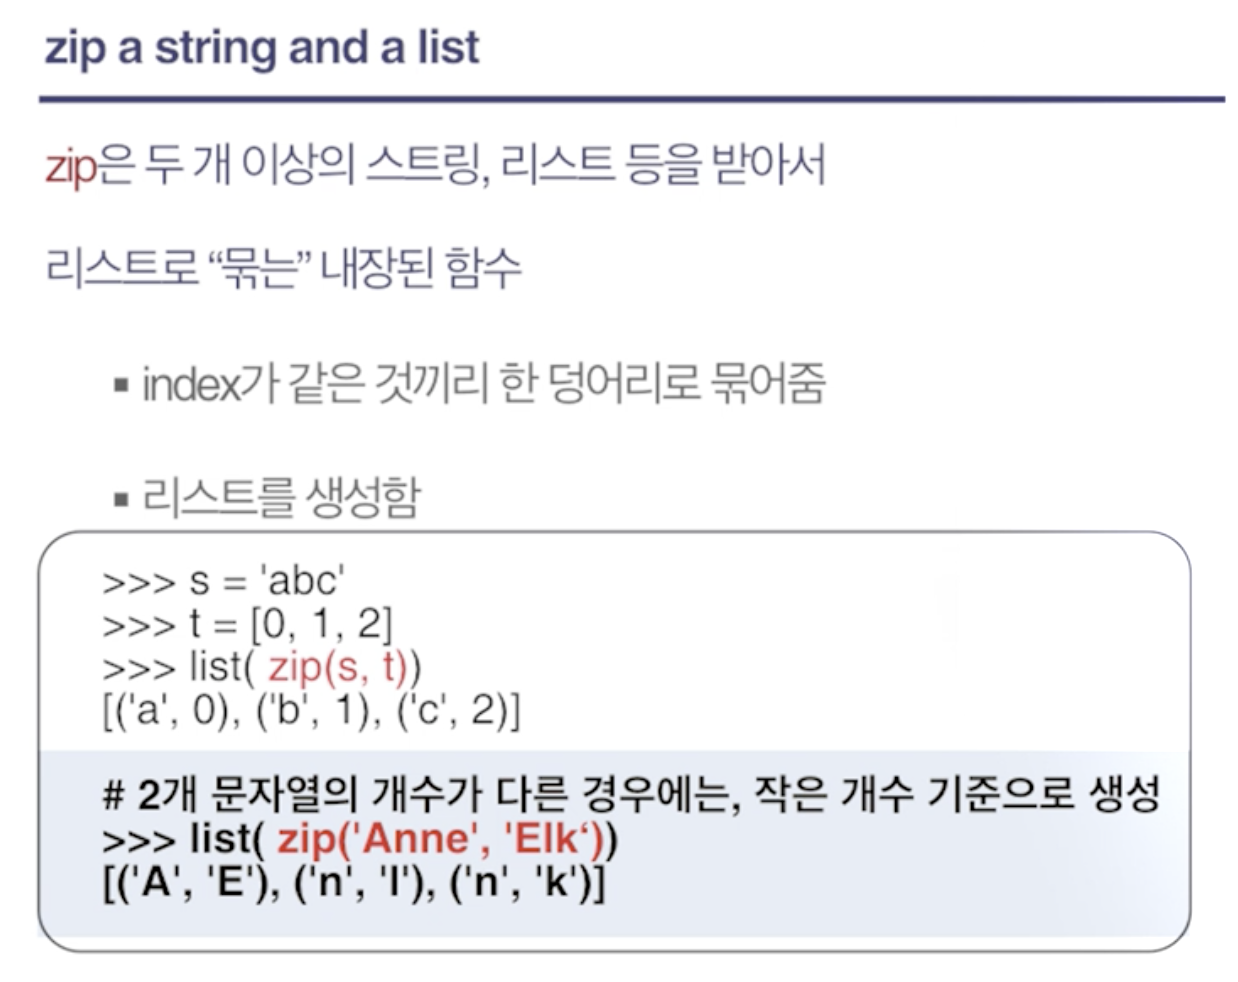 zip a string and a list
zip은 두 개 이상의 스트링, 리스트 등을 받아서
리스트로 “묶는” 내장된 함수
▪ index가 같은 것끼리 한 덩어리로 묶어줌
▪ 리스트를 생성함
>>> s = 'abc'
>>> t = [0, 1, 2]
>>> list( zip(s, t))
[('a', 0), ('b', 1), ('c', 2)]
# 2개 문자열의 개수가 다른 경우에는, 작은 개수 기준으로 생성
>>> list( zip('Anne', 'Elk‘))
[('A', 'E'), ('n', 'l'), ('n', 'k')]